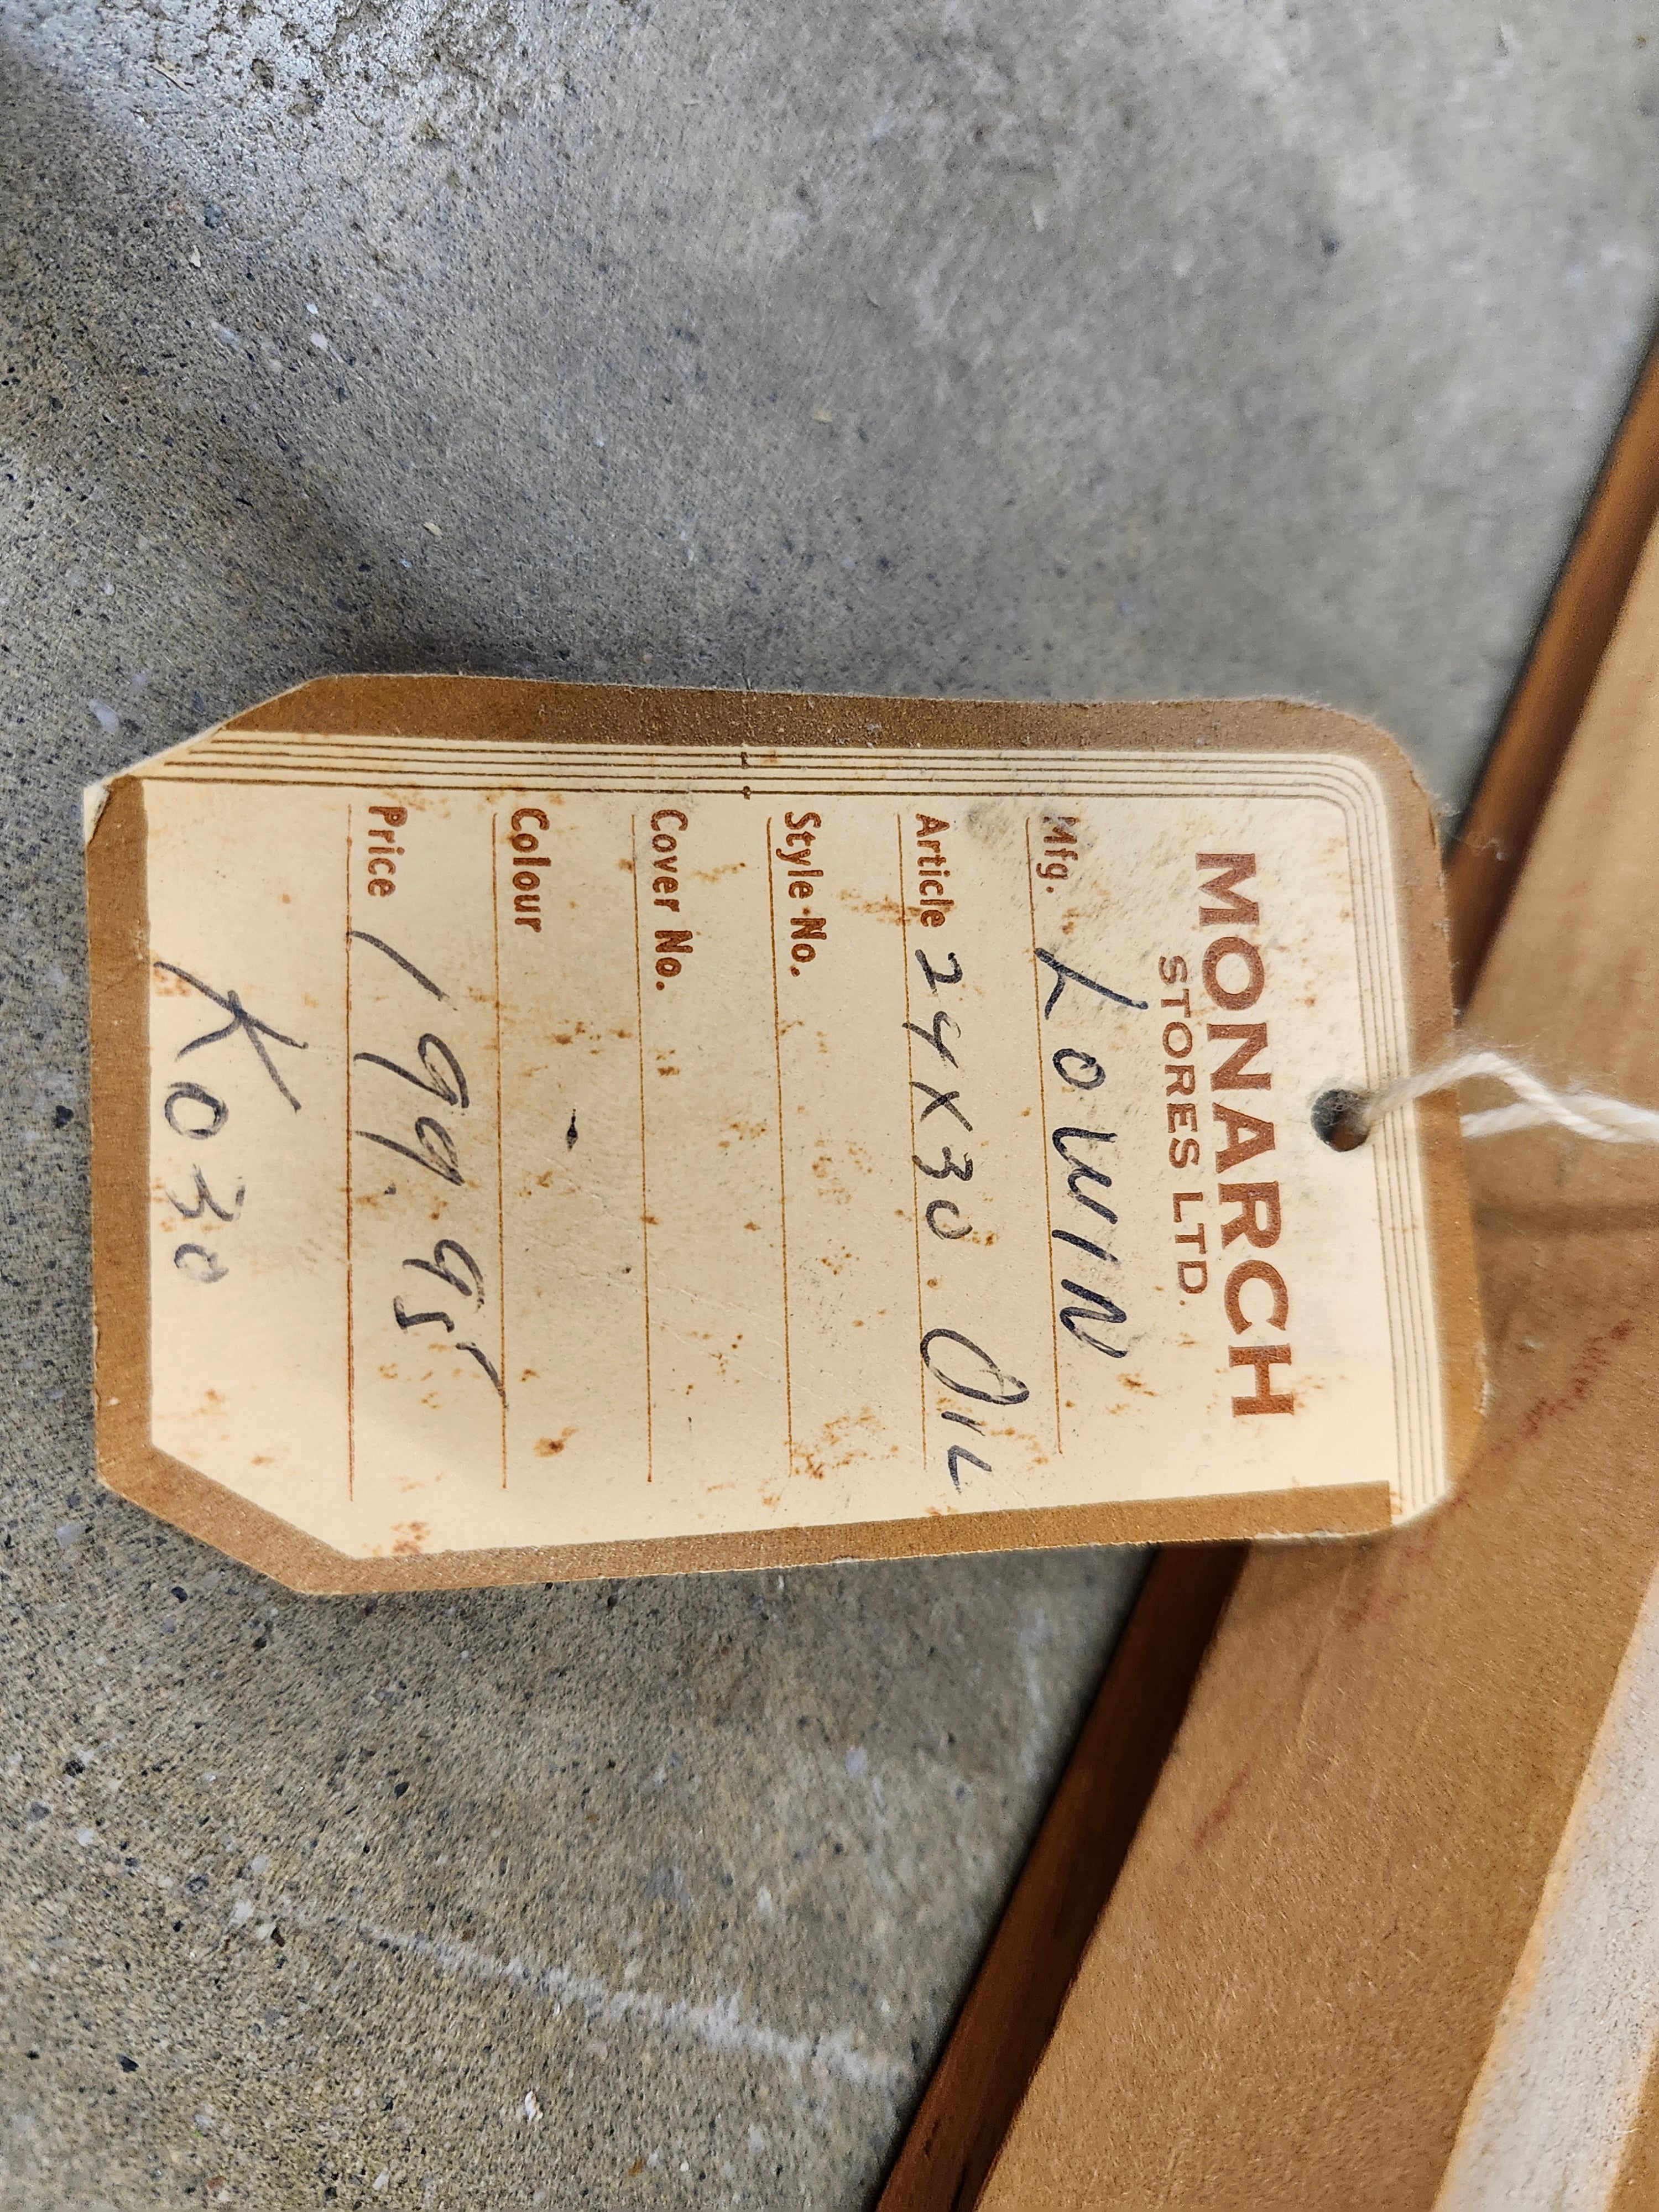 MONARCH
STORES LTD.
Mfg. LOWIN
Article 24X30. OIL
Style No.
Cover No.
Colour
Price 199.95
K030